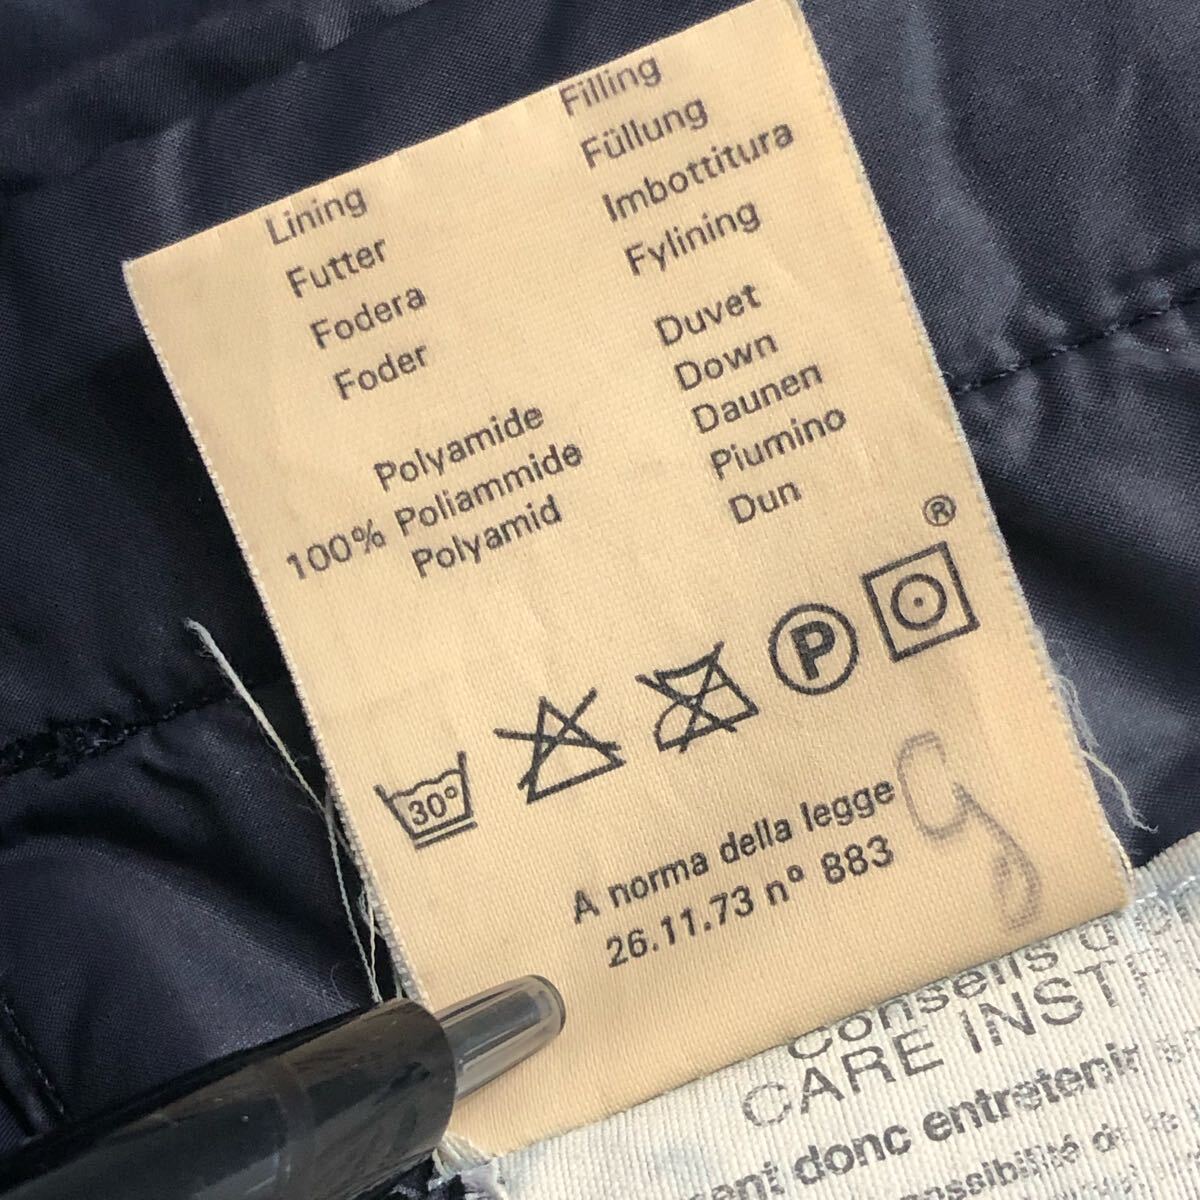 Lining
Futter
Fodera
Foder
Polyamide
100% Poliammide
Polyamid
Filling
Füllung
Imbottitura
Fylining
Duvet
Down
Daunen
Piumino
Dun
®
30°
P
A norma della legge
26.11.73 n° 883
g
Conseils
CARE INST
donc entretenir